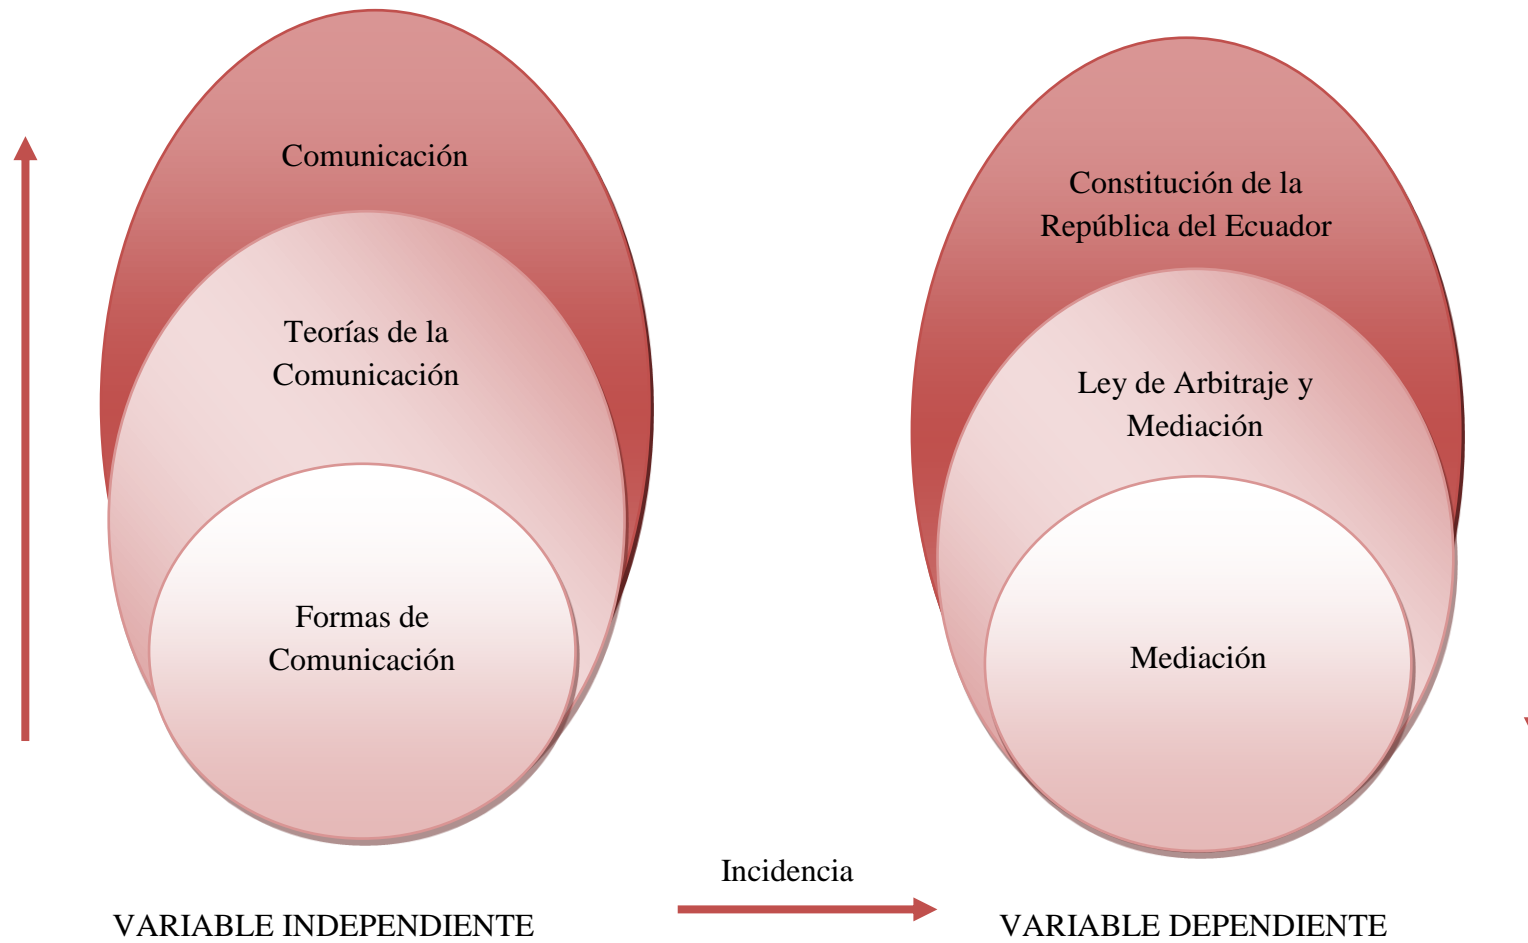 Comunicación
Teorías de la
Comunicación
Formas de
Comunicación
Constitución de la
República del Ecuador
Ley de Arbitraje y
Mediación
Mediación
Incidencia
VARIABLE INDEPENDIENTE
VARIABLE DEPENDIENTE